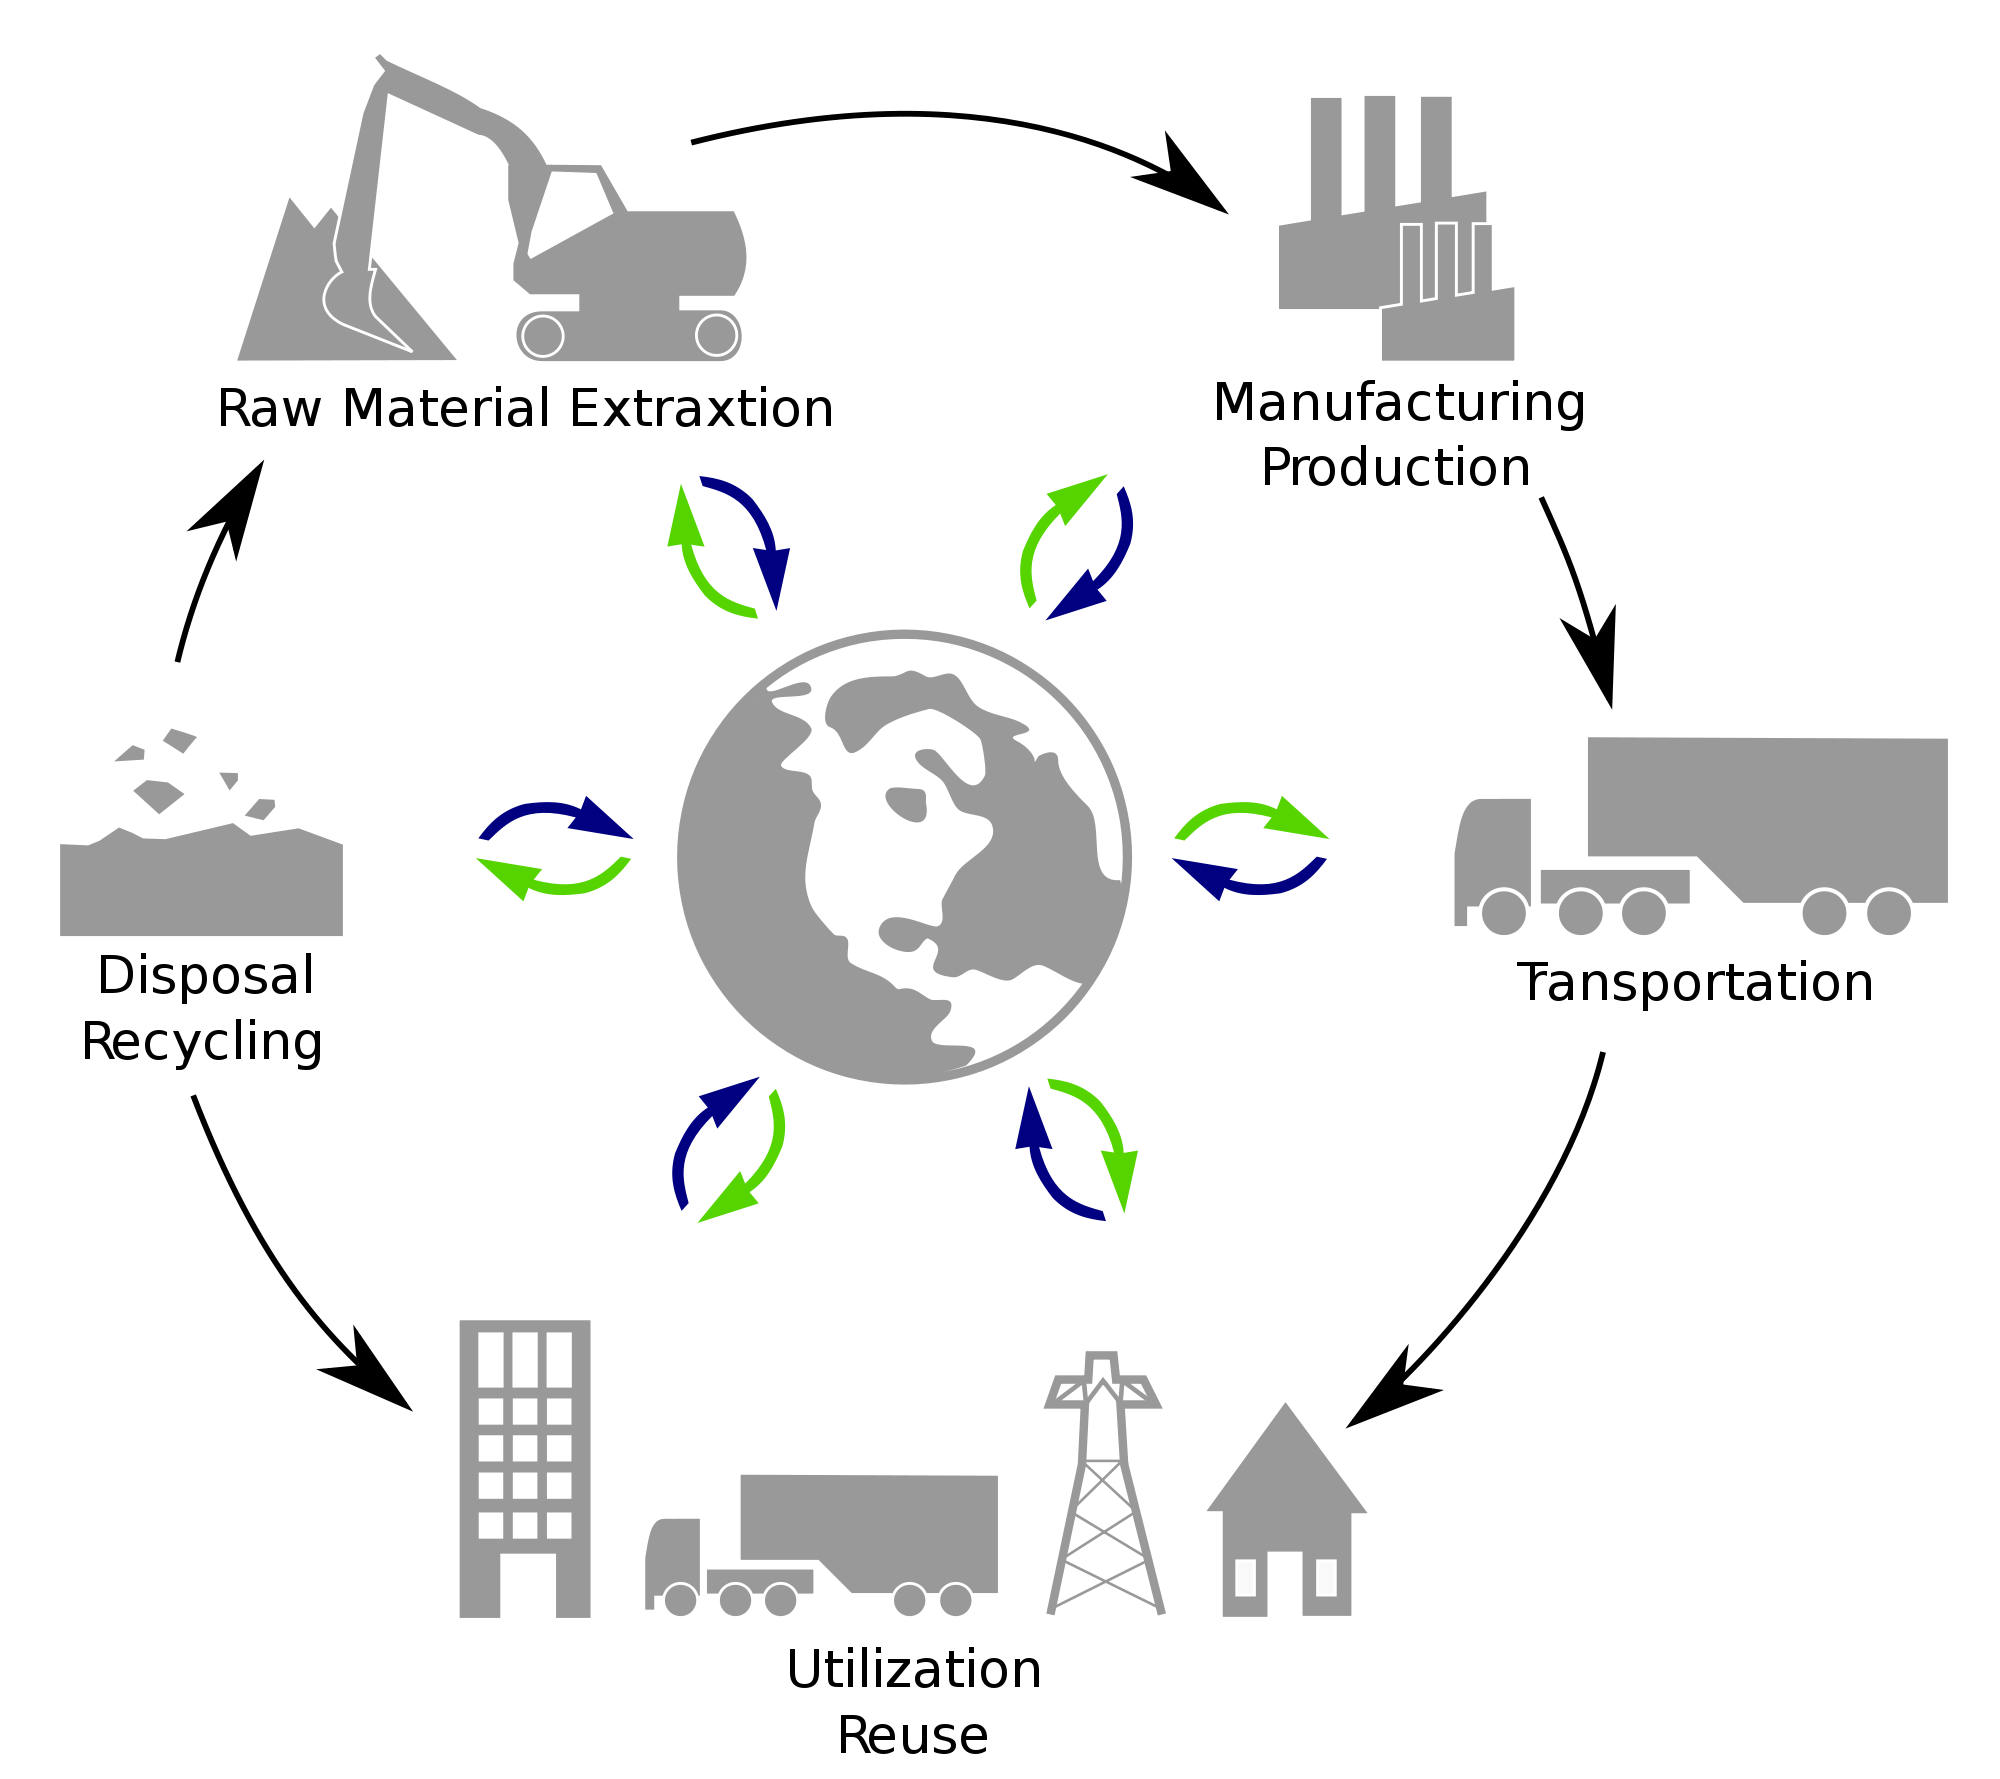 Raw Material Extraxtion
Manufacturing
Production
Disposal
Recycling
Tansportation
Utilization
Reuse